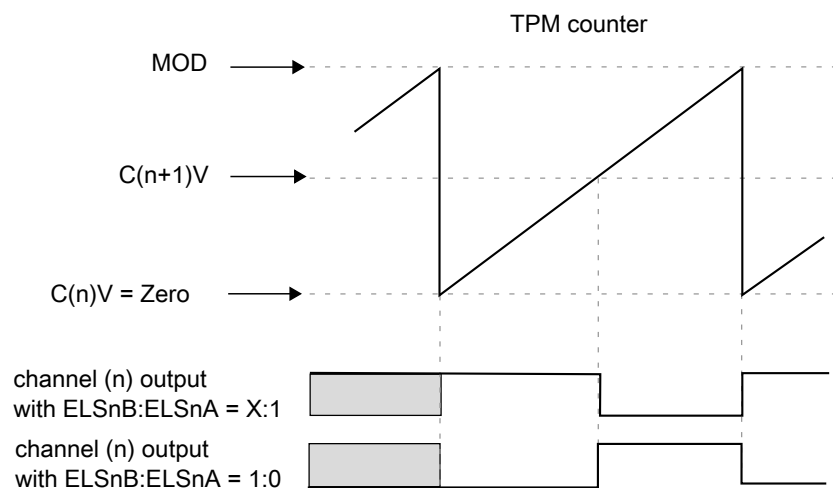 TPM counter
MOD
C(n+1)V
C(n)V = Zero
channel (n) output
with ELSnB:ELSnA = X:1
channel (n) output
with ELSnB:ELSnA = 1:0